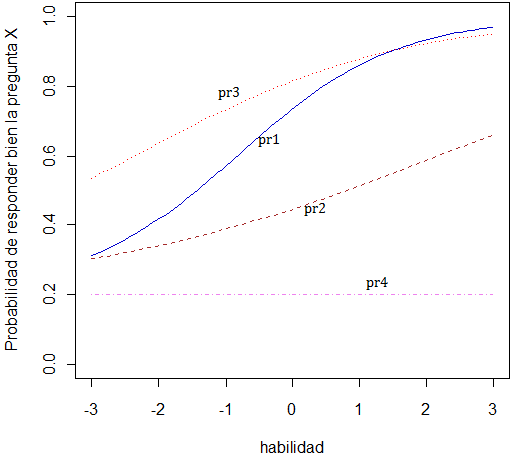 Probabilidad de responder bien la pregunta X
1.0
0.8
0.6
0.4
0.2
0.0
pr3
pr1
pr2
pr4
-3 -2 -1 0 1 2 3
habilidad